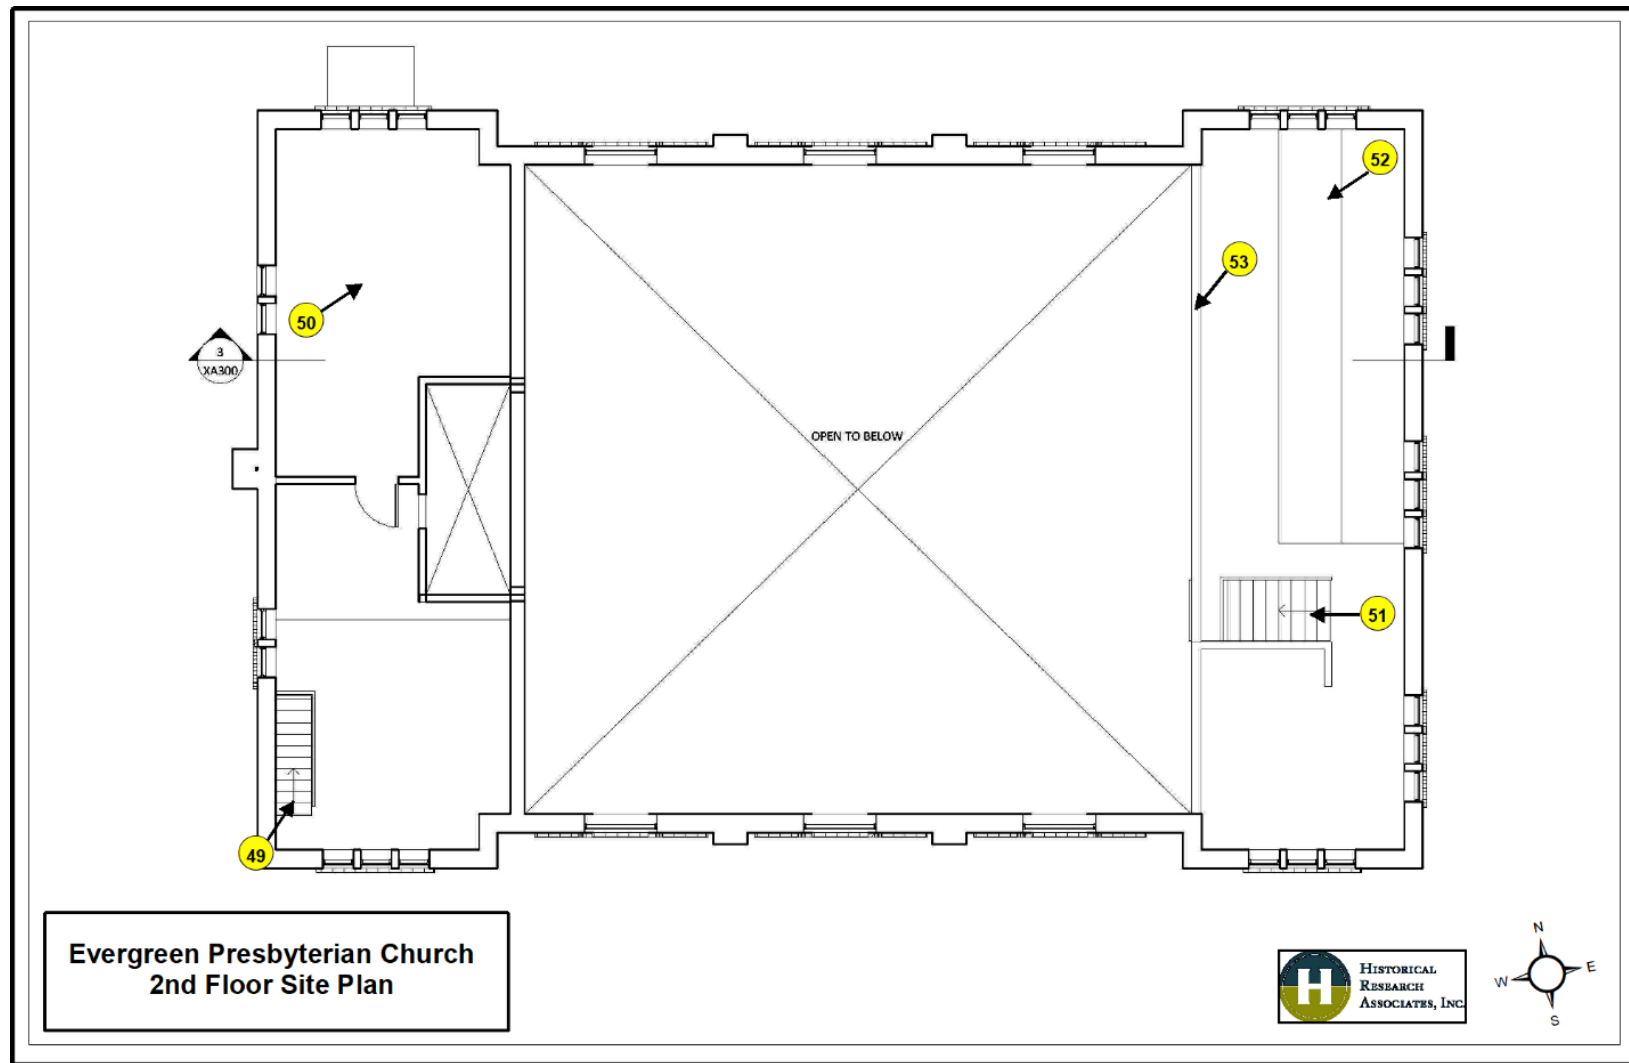 52
53
50
3
XA300
OPEN TO BELOW
51
49
Evergreen Presbyterian Church
2nd Floor Site Plan
H
HISTORICAL
RESEARCH
ASSOCIATES, INC.
N
W
E
S